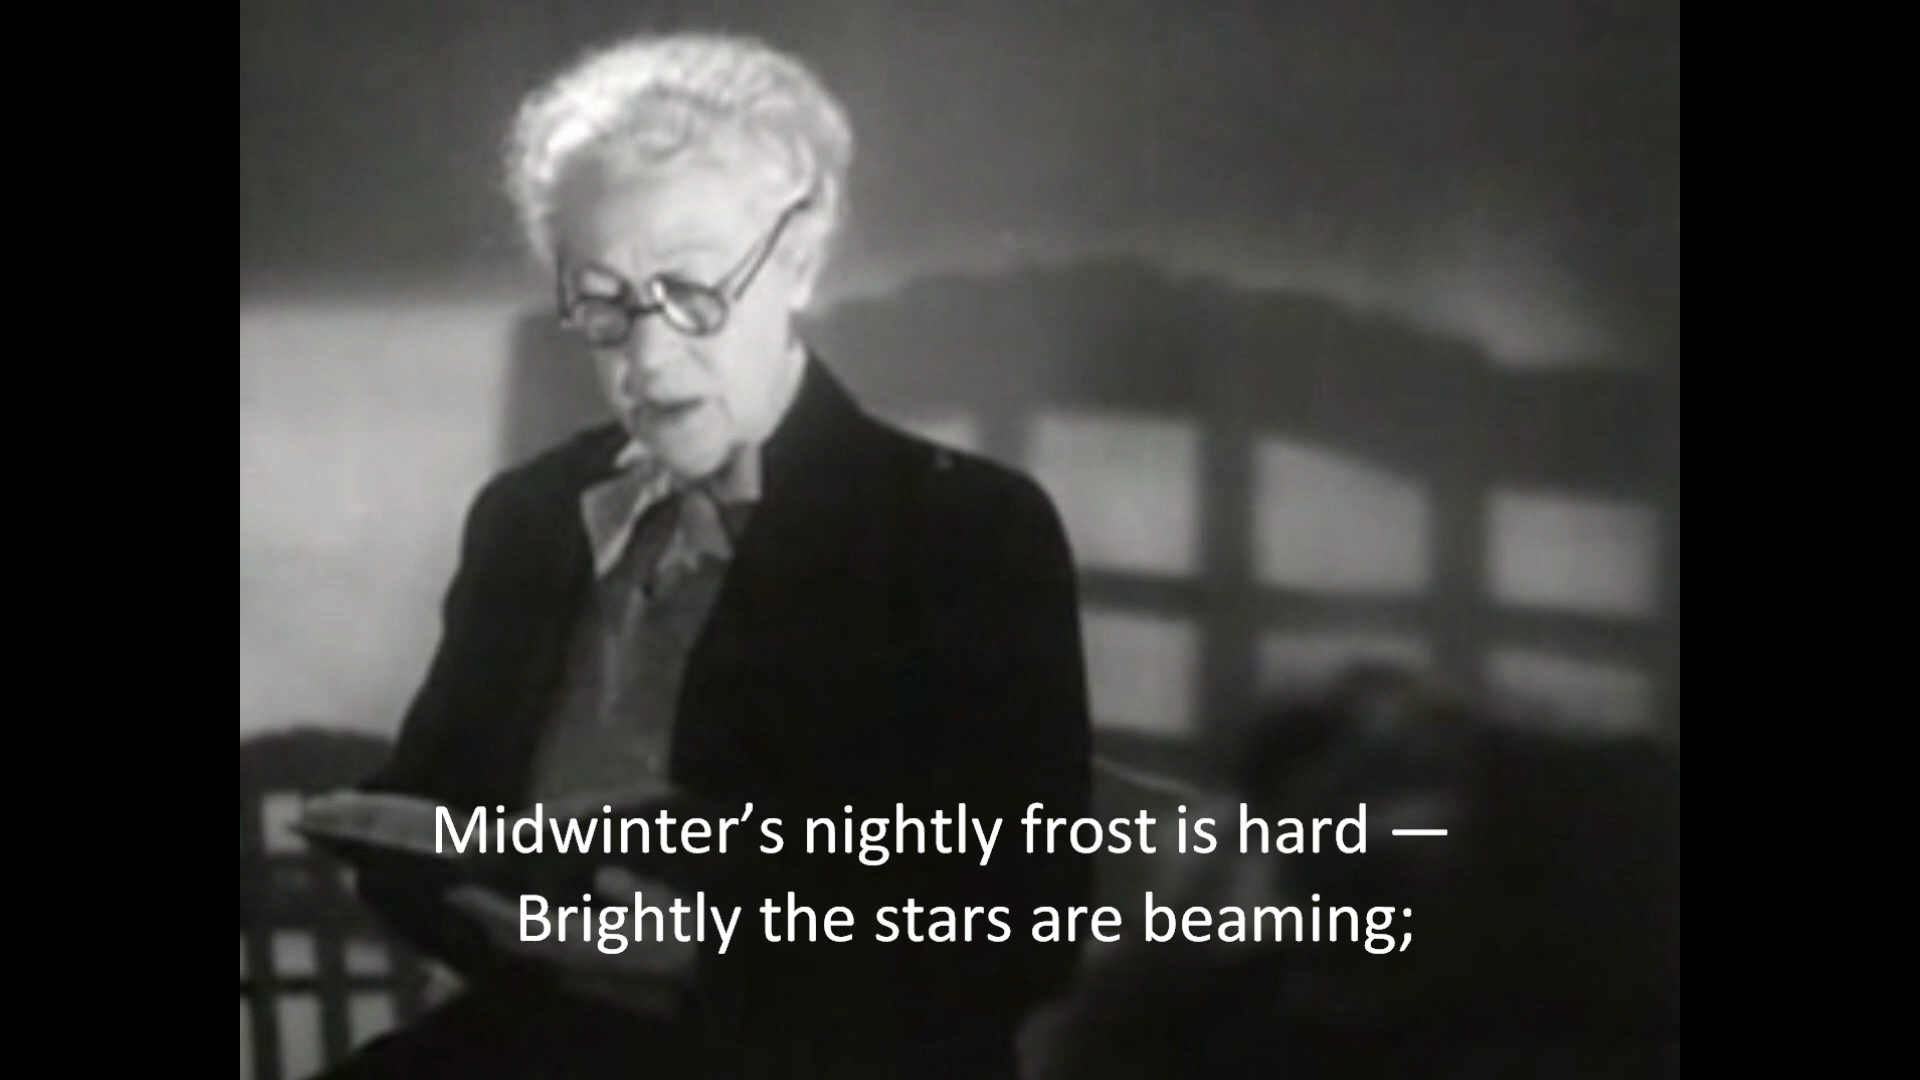 Midwinter’s nightly frost is hard —
Brightly the stars are beaming;